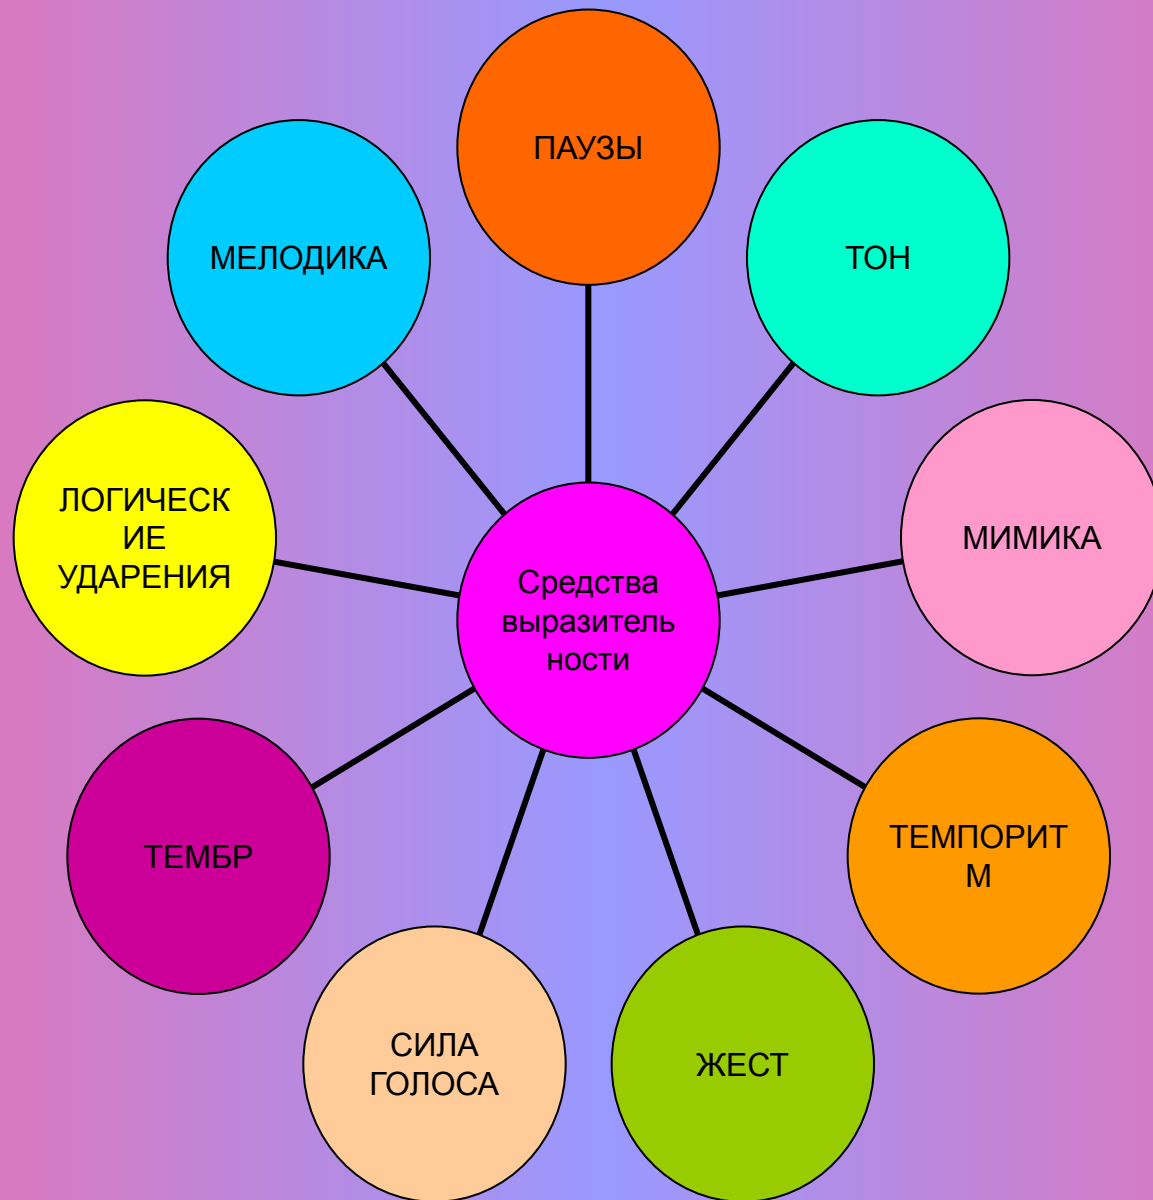 ПАУЗЫ
МЕЛОДИКА
ТОН
ЛОГИЧЕСК
ИЕ
УДАРЕНИЯ
МИМИКА
Средства
выразитель
ности
ТЕМБР
ТЕМПОРИТ
М
СИЛА
ГОЛОСА
ЖЕСТ